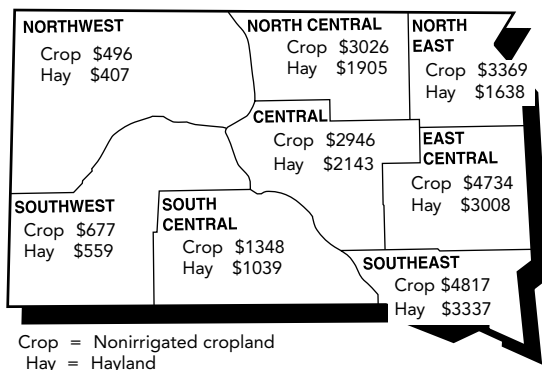 NORTHWEST
Crop $496
Hay $407
NORTH CENTRAL
Crop $3026
Hay $1905
NORTH
EAST
Crop $3369
Hay $1638
CENTRAL
Crop $2946
Hay $2143
EAST
CENTRAL
Crop $4734
Hay $3008
SOUTHWEST
Crop $677
Hay $559
SOUTH
CENTRAL
Crop $1348
Hay $1039
SOUTHEAST
Crop $4817
Hay $3337
Crop = Nonirrigated cropland
Hay = Hayland